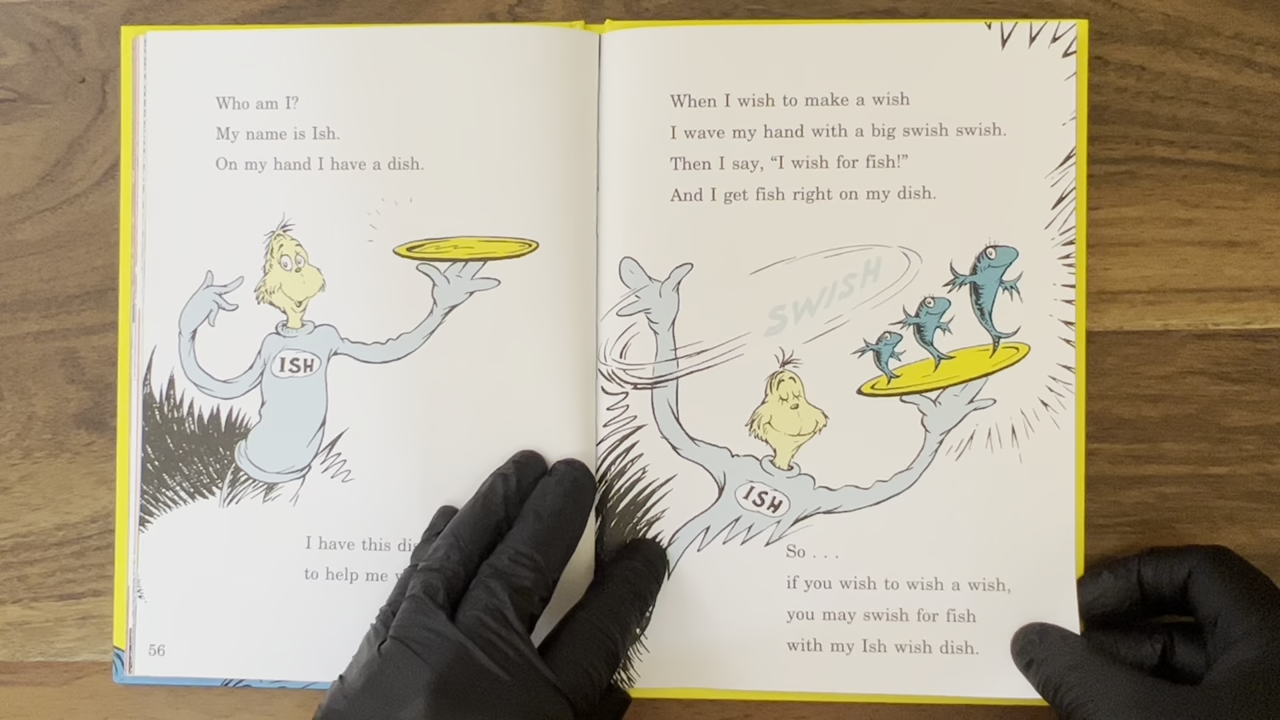 Who am I?
My name is Ish.
On my hand I have a dish.
ISH
I have this
to help me
56
When I wish to make a wish
I wave my hand with a big swish swish.
Then I say, “I wish for fish!”
And I get fish right on my dish.
SWISH
ISH
So . . .
if you wish to wish a wish,
you may swish for fish
with my Ish wish dish.